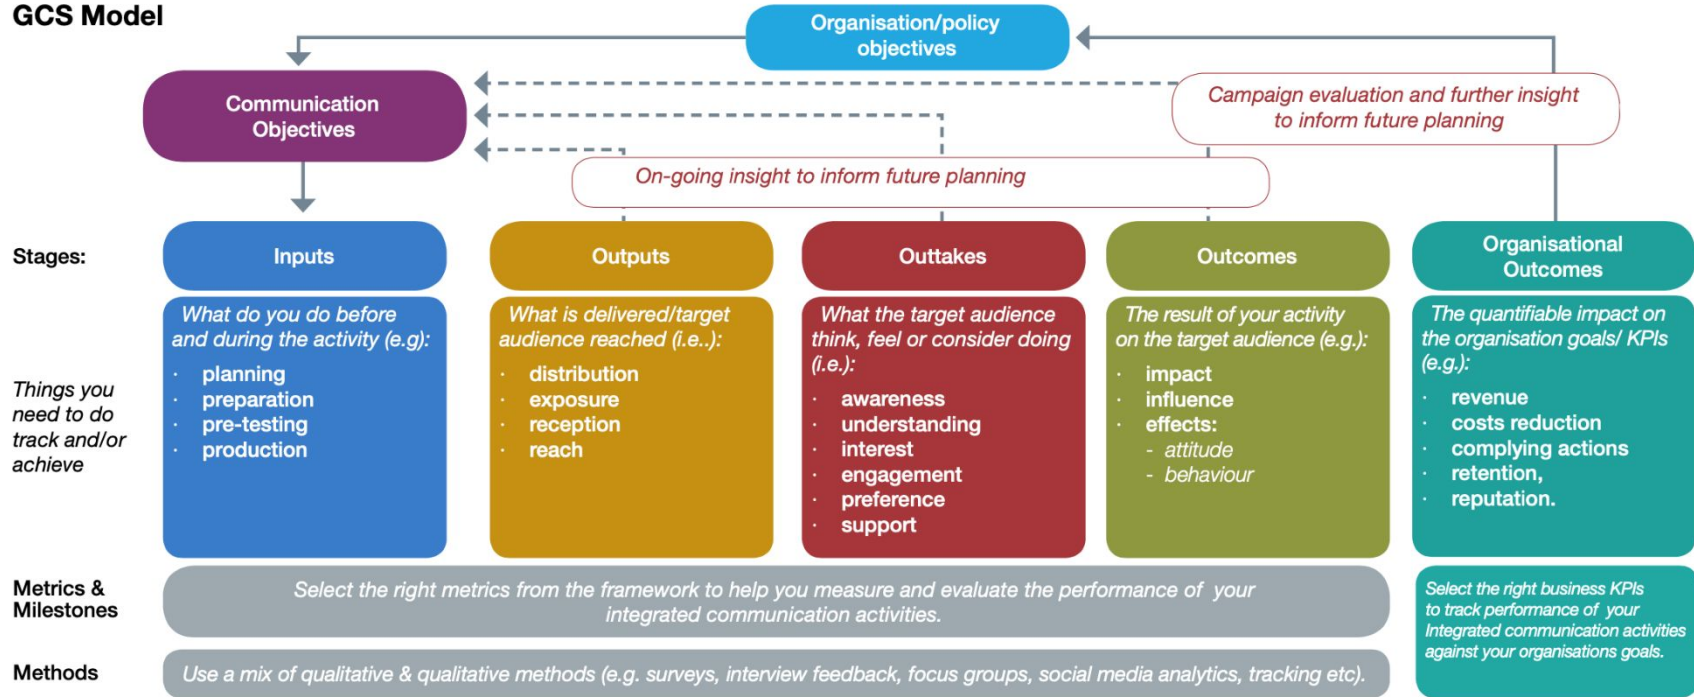 GCS Model
Organisation/policy
objectives
Communication
Objectives
Campaign evaluation and further insight
to inform future planning
On-going insight to inform future planning
Stages:
Inputs
Outputs
Outtakes
Outcomes
Organisational
Outcomes
Things you
need to do
track and/or
achieve
What do you do before
and during the activity (e.g):
· planning
· preparation
· pre-testing
· production
What is delivered/target
audience reached (i.e..):
· distribution
· exposure
· reception
· reach
What the target audience
think, feel or consider doing
(i.e.):
· awareness
· understanding
· interest
· engagement
· preference
· support
The result of your activity
on the target audience (e.g.):
· impact
· influence
· effects:
- attitude
- behaviour
The quantifiable impact on
the organisation goals/ KPIs
(e.g.):
· revenue
· costs reduction
· complying actions
· retention,
· reputation.
Metrics &
Milestones
Select the right metrics from the framework to help you measure and evaluate the performance of your
integrated communication activities.
Select the right business KPIs
to track performance of your
Integrated communication activities
against your organisations goals.
Methods
Use a mix of qualitative & qualitative methods (e.g. surveys, interview feedback, focus groups, social media analytics, tracking etc).